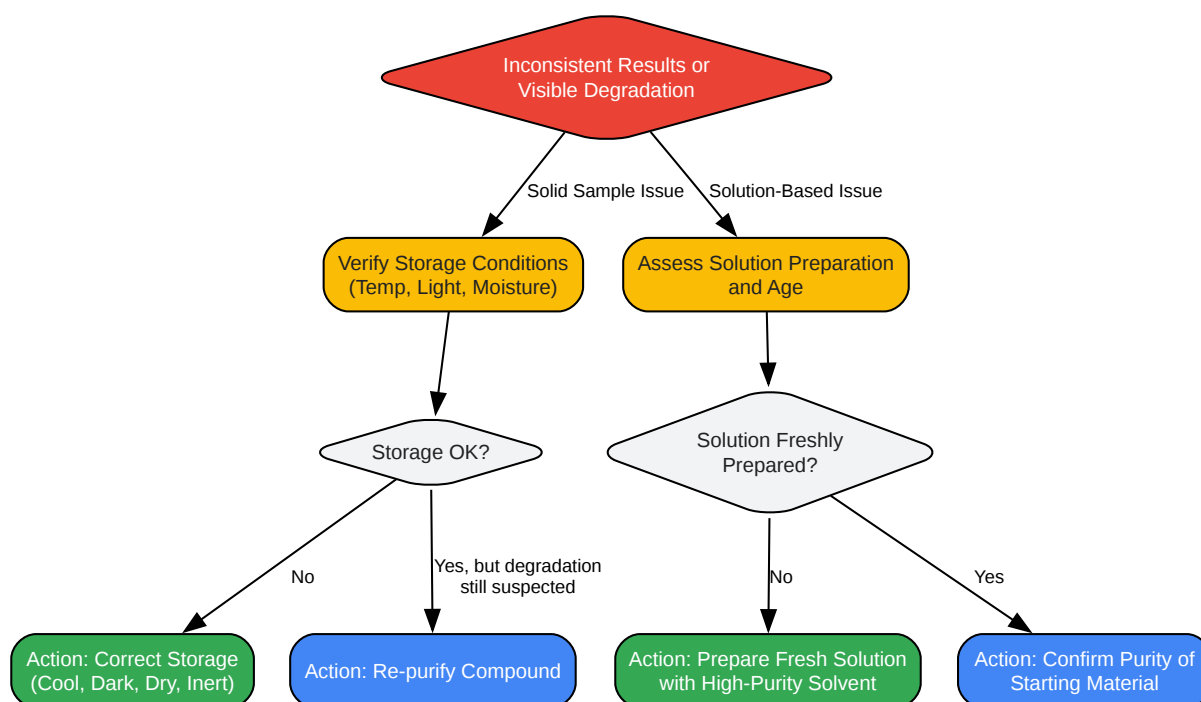 Inconsistent Results or
Visible Degradation
Solid Sample Issue
Solution-Based Issue
Verify Storage Conditions
(Temp, Light, Moisture)
Assess Solution Preparation
and Age
Storage OK?
Solution Freshly
Prepared?
No
Yes, but degradation
still suspected
No
Yes
Action: Correct Storage
(Cool, Dark, Dry, Inert)
Action: Re-purify Compound
Action: Prepare Fresh Solution
with High-Purity Solvent
Action: Confirm Purity of
Starting Material